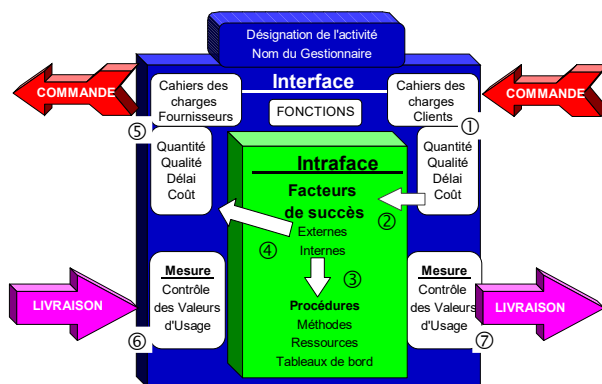 Désignation de l'activité
Nom du Gestionnaire
Interface
FONCTIONS
COMMANDE
Cahiers des
charges
Fournisseurs
⑤
Quantité
Qualité
Délai
Coût
Cahiers des
charges
Clients
①
COMMANDE
Quantité
Qualité
Délai
Coût
Intraface
Facteurs
de succès
②
Externes
Internes
④
③
Procédures
Méthodes
Ressources
Tableaux de bord
LIVRAISON
Mesure
Contrôle
des Valeurs
d'Usage
⑥
Mesure
Contrôle
des Valeurs
d'Usage
⑦
LIVRAISON